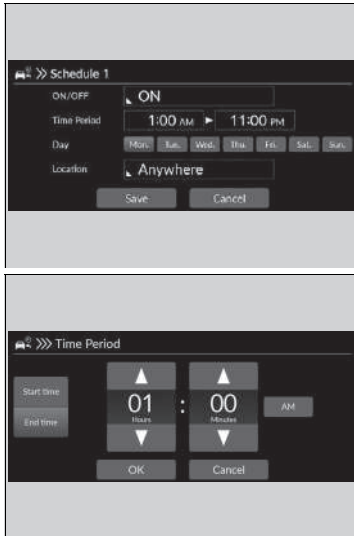 Schedule 1
ON/OFF ON
Time Period 1:00 AM 11:00 PM
Day Mon. Tue. Wed. Thu. Fri. Sat. Sun.
Location Anywhere
Save Cancel
Time Period
Start time
01 : 00 AM
Hours Minutes
End time
OK Cancel